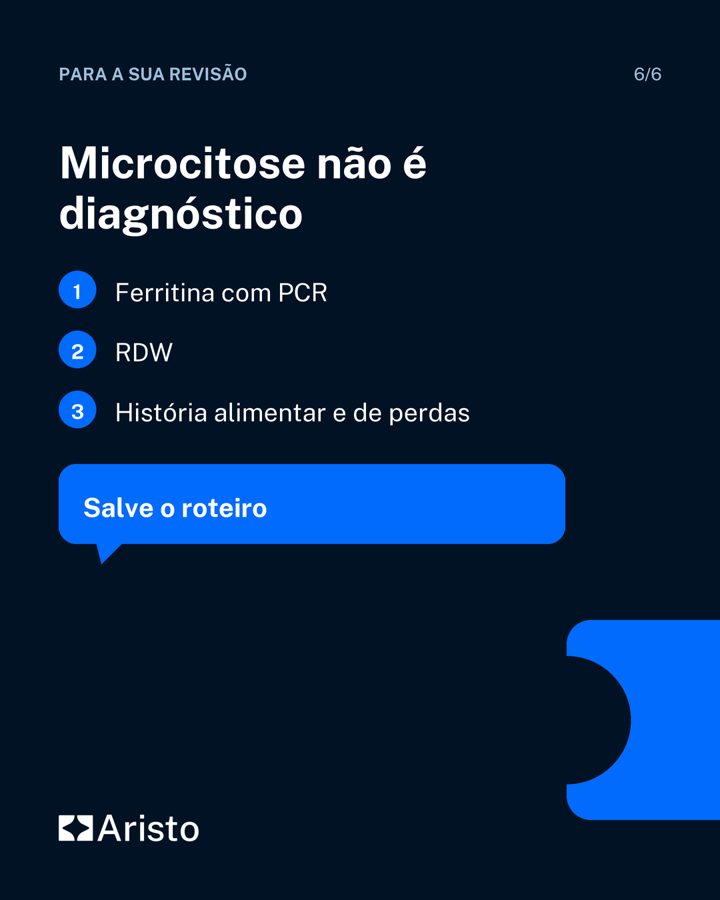 PARA A SUA REVISÃO
6/6
Microcitose não é
diagnóstico
1 Ferritina com PCR
2 RDW
3 História alimentar e de perdas
Salve o roteiro
Aristo